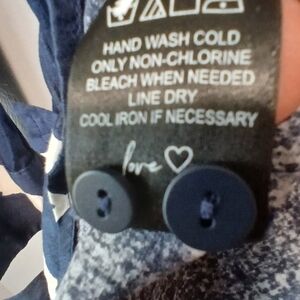 HAND WASH COLD
ONLY NON-CHLORINE
BLEACH WHEN NEEDED
LINE DRY
COOL IRON IF NECESSARY
love